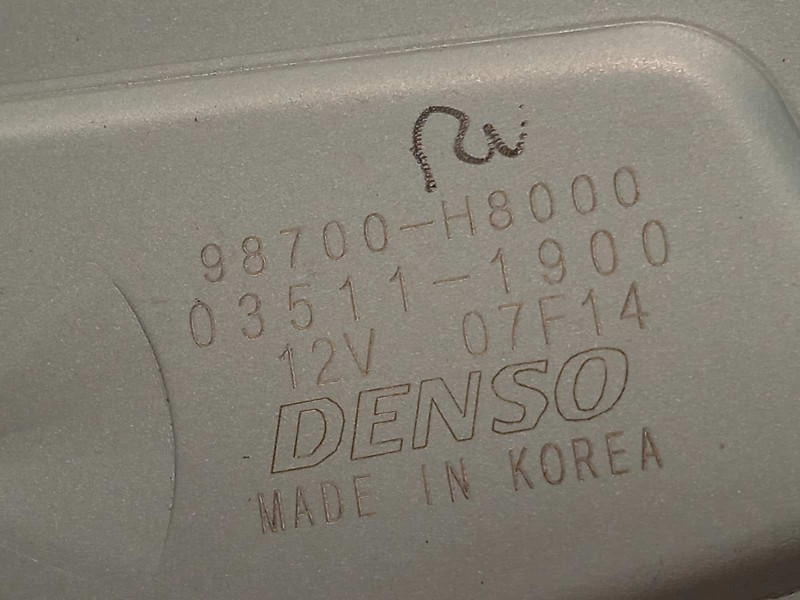 98700-H8000
03511-1900
12V 07F14
DENSO
MADE IN KOREA